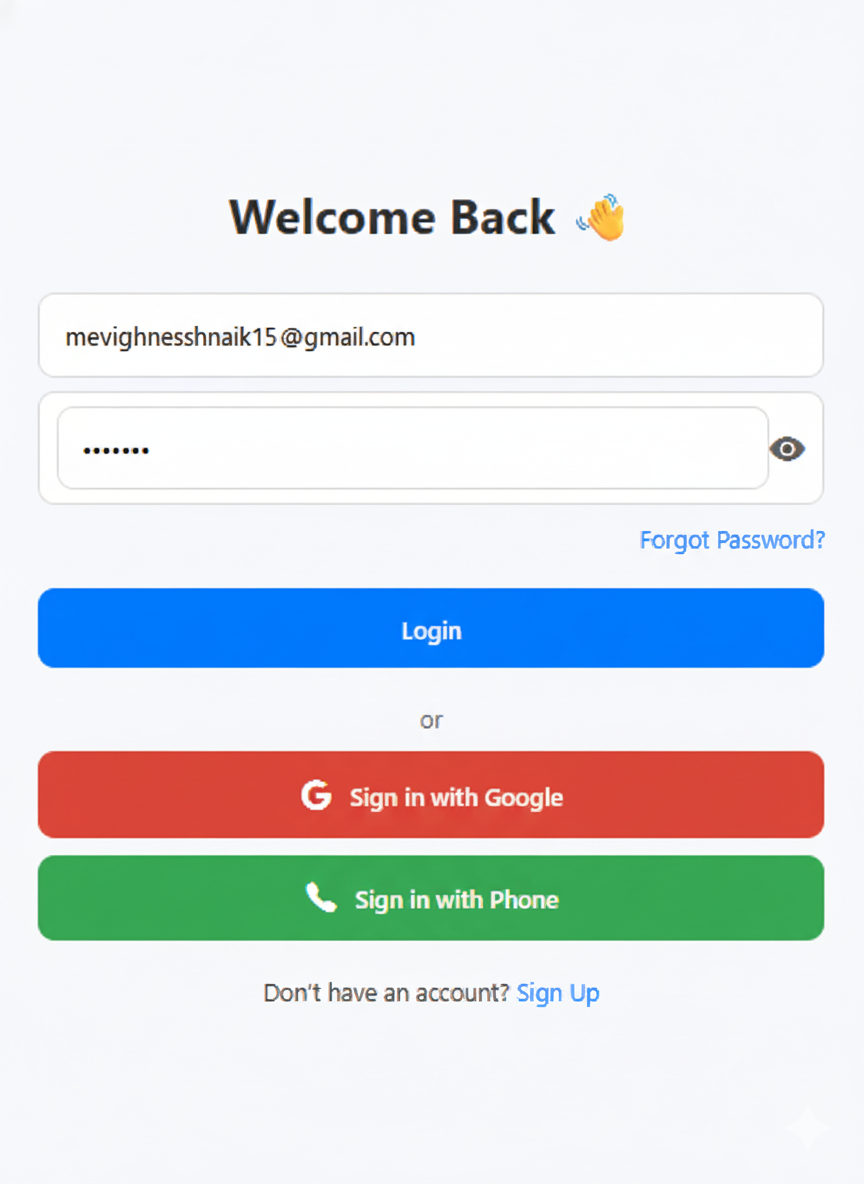 Welcome Back 👋
mevighnesshnaik15@gmail.com
•••••••
Forgot Password?
Login
or
Sign in with Google
Sign in with Phone
Don't have an account? Sign Up